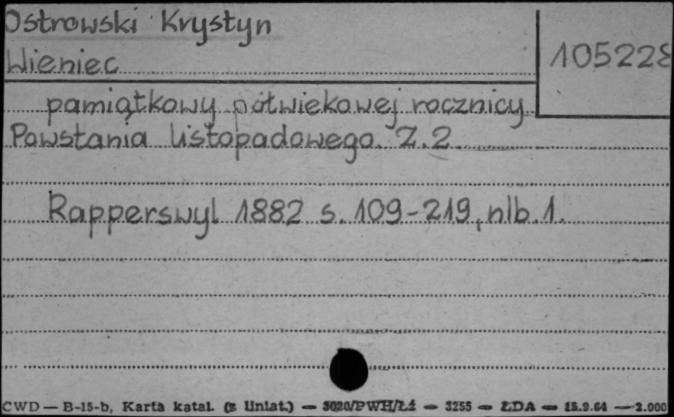 Ostrowski Krystyn
Wieniec
105228
pamiątkowy półwiekowej rocznicy
Powstania listopadowego. Z.2
Rapperswyl 1882 s. 109-219, nlb. 1.
CWD — B-15-b, Karta katal. (z liniat.) — 3020/PWH/Łź — 3255 — ŁDA — 15.9.64 — 2.000